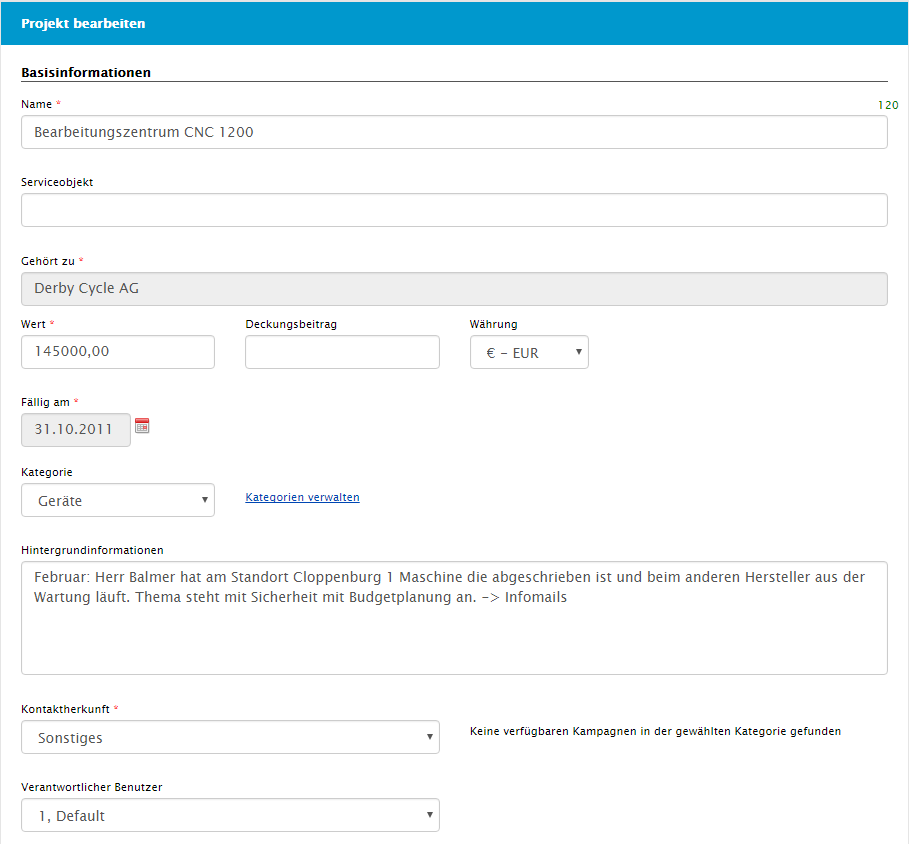 Projekt bearbeiten
Basisinformationen
Name * 120
Bearbeitungszentrum CNC 1200
Serviceobjekt
Gehört zu *
Derby Cycle AG
Wert * Deckungsbeitrag Währung
145000,00 € - EUR
Fällig am *
31.10.2011
Kategorie
Geräte Kategorien verwalten
Hintergrundinformationen
Februar: Herr Balmer hat am Standort Cloppenburg 1 Maschine die abgeschrieben ist und beim anderen Hersteller aus der
Wartung läuft. Thema steht mit Sicherheit mit Budgetplanung an. -> Infomails
Kontaktherkunft *
Sonstiges Keine verfügbaren Kampagnen in der gewählten Kategorie gefunden
Verantwortlicher Benutzer
1, Default